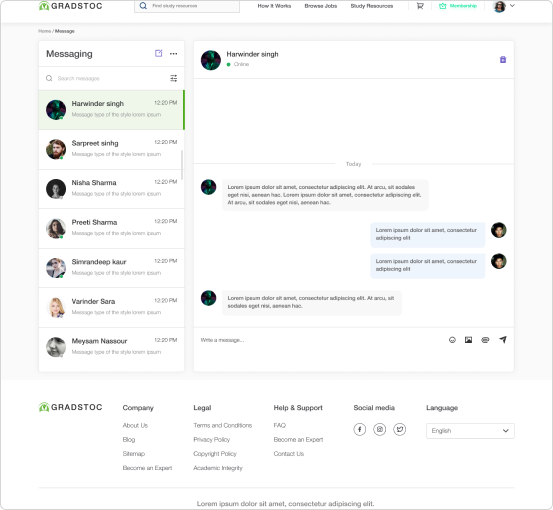 GRADSTOC
Find study resources
How It Works
Browse Jobs
Study Resources
Membership
Home / Message
Messaging
Search messages
Harwinder singh
12:20 PM
Message type of the style lorem ipsum
Sarpreet sinhg
12:20 PM
Message type of the style lorem ipsum
Nisha Sharma
12:20 PM
Message type of the style lorem ipsum
Preeti Sharma
12:20 PM
Message type of the style lorem ipsum
Simrandeep kaur
12:20 PM
Message type of the style lorem ipsum
Varinder Sara
12:20 PM
Message type of the style lorem ipsum
Meysam Nassour
12:20 PM
Message type of the style lorem ipsum
Harwinder singh
Online
Today
Lorem ipsum dolor sit amet, consectetur adipiscing elit. At arcu, sit sodales
eget nisi, aenean hac. Lorem ipsum dolor sit amet, consectetur adipiscing elit.
At arcu, sit sodales eget nisi, aenean hac.
Lorem ipsum dolor sit amet, consectetur
adipiscing elit
Lorem ipsum dolor sit amet, consectetur
adipiscing elit
Lorem ipsum dolor sit amet, consectetur adipiscing elit. At arcu, sit
sodales eget nisi, aenean hac.
Write a message...
GRADSTOC
Company
About Us
Blog
Sitemap
Become an Expert
Legal
Terms and Conditions
Privacy Policy
Copyright Policy
Academic Integrity
Help & Support
FAQ
Become an Expert
Contact Us
Social media
Language
English
Lorem ipsum dolor sit amet, consectetur adipiscing elit.